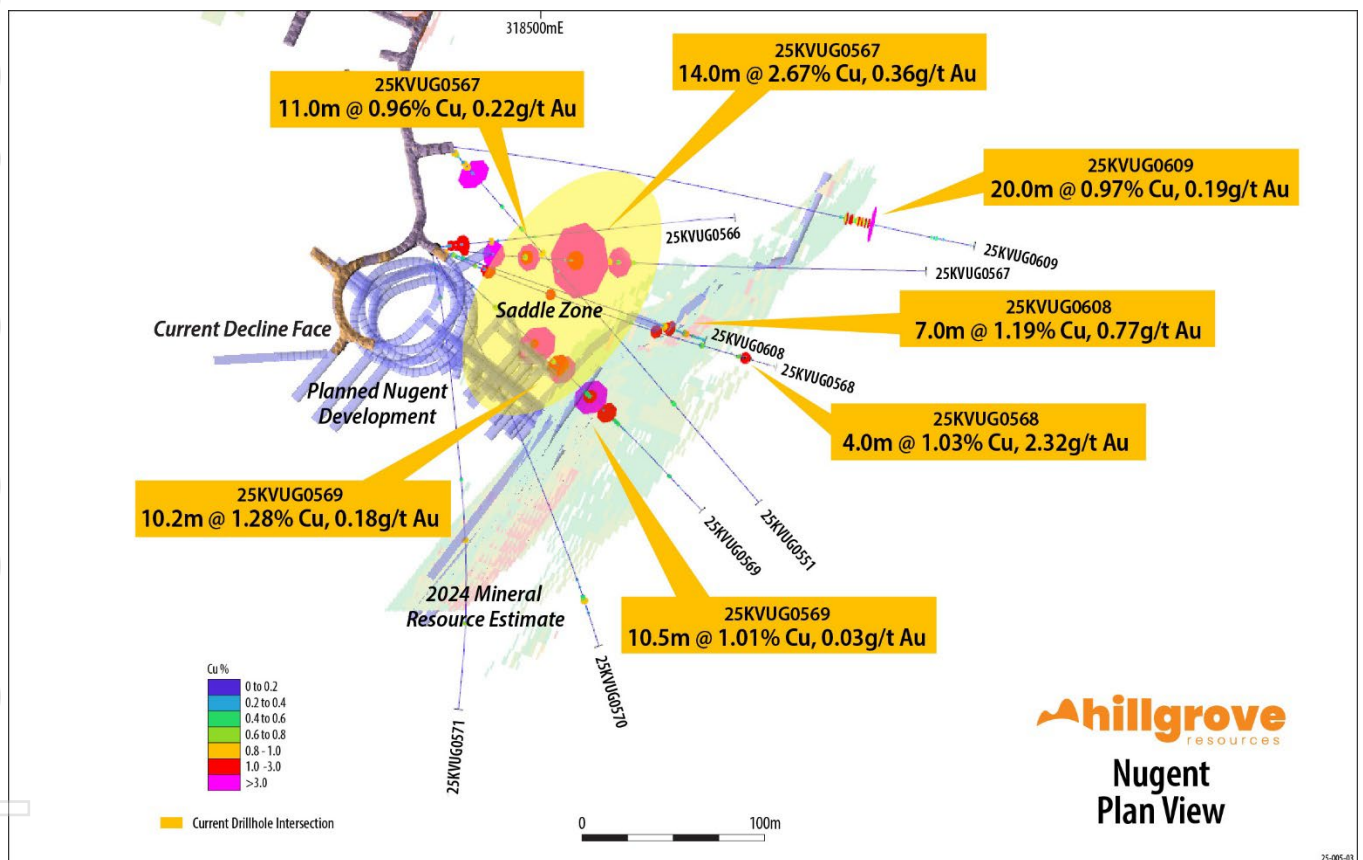 318500mE
25KVUG0567
14.0m @ 2.67% Cu, 0.36g/t Au
25KVUG0567
11.0m @ 0.96% Cu, 0.22g/t Au
25KVUG0609
20.0m @ 0.97% Cu, 0.19g/t Au
25KVUG0566
25KVUG0609
25KVUG0567
Saddle Zone
25KVUG0608
7.0m @ 1.19% Cu, 0.77g/t Au
Current Decline Face
25KVUG0608
25KVUG0568
Planned Nugent
Development
25KVUG0568
4.0m @ 1.03% Cu, 2.32g/t Au
25KVUG0569
10.2m @ 1.28% Cu, 0.18g/t Au
25KVUG0569
25KVUG0551
2024 Mineral
Resource Estimate
25KVUG0569
10.5m @ 1.01% Cu, 0.03g/t Au
25KVUG0570
25KVUG0571
Cu %
0 to 0.2
0.2 to 0.4
0.4 to 0.6
0.6 to 0.8
0.8 - 1.0
1.0 -3.0
>3.0
Current Drillhole Intersection
0 100m
hillgrove
resources
Nugent
Plan View
25-005-03